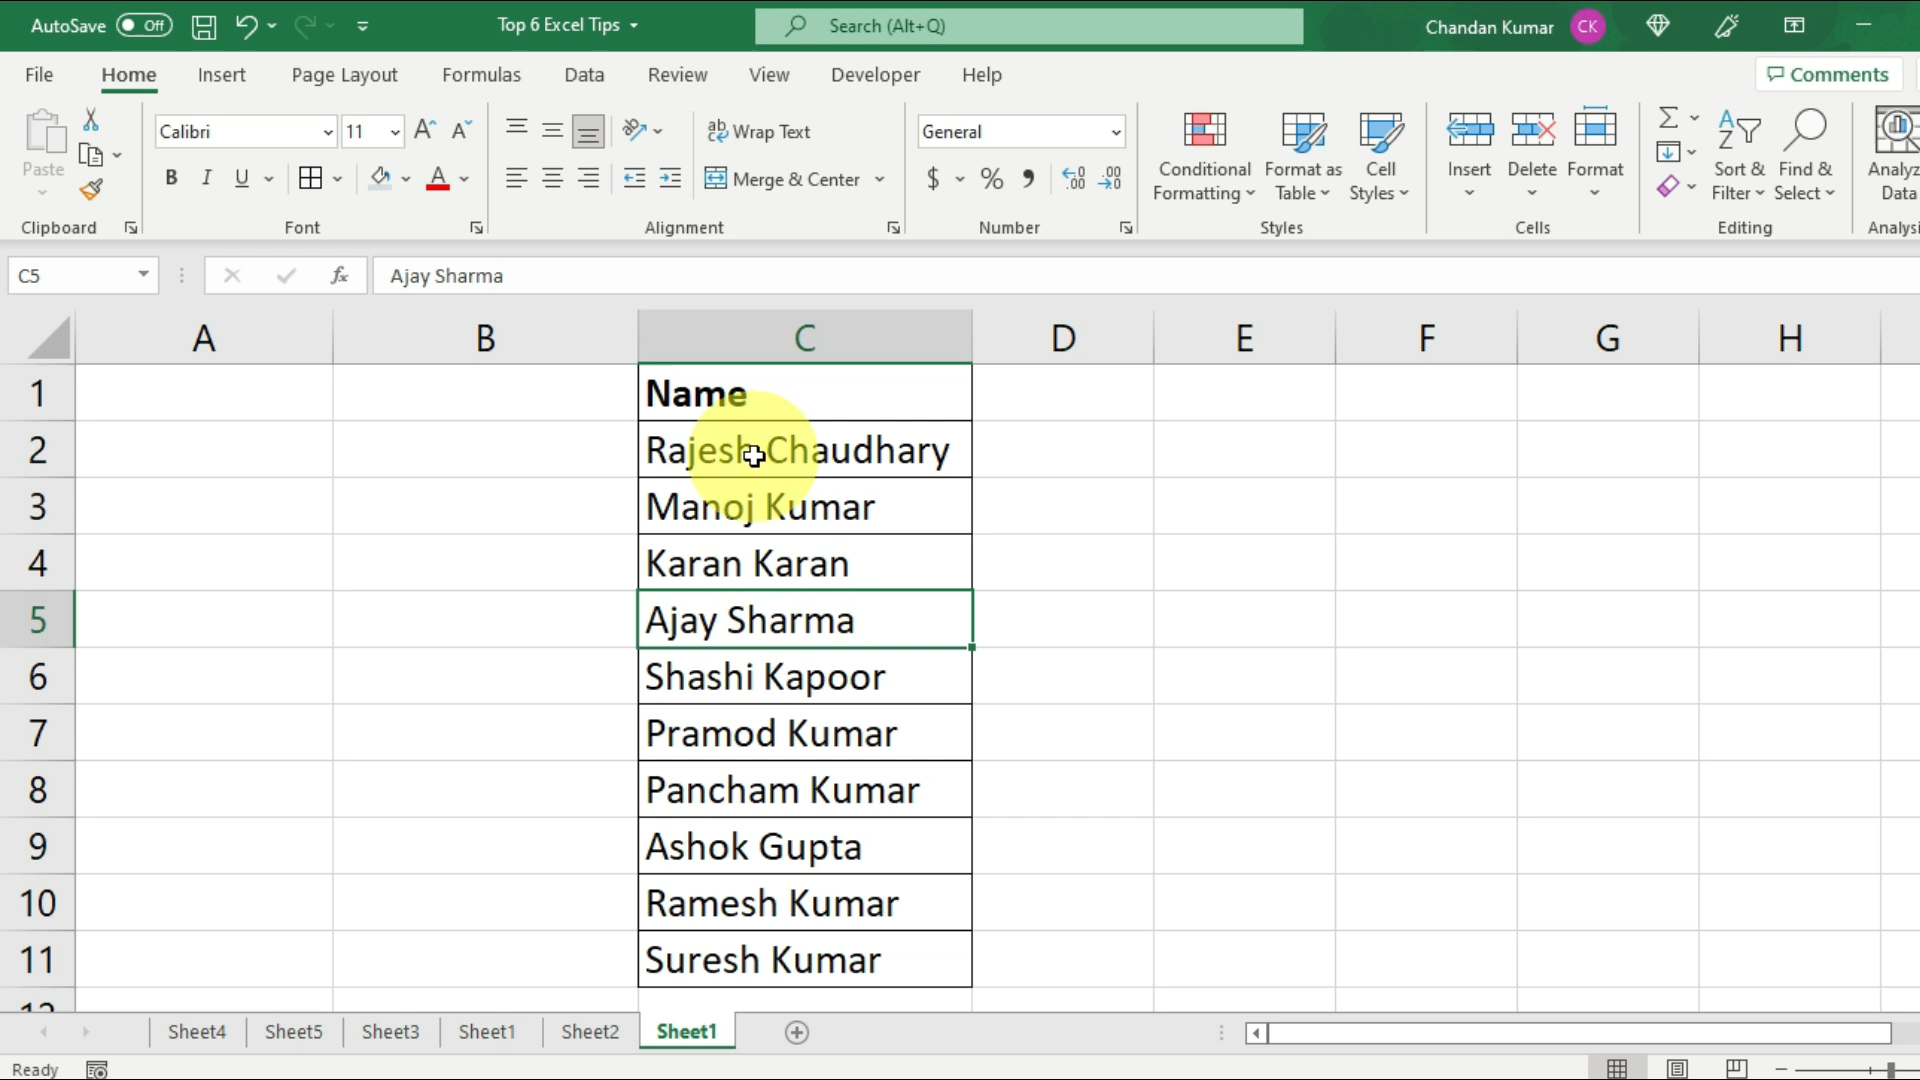 AutoSave Off Top 6 Excel Tips Search (Alt+Q) Chandan Kumar CK
File Home Insert Page Layout Formulas Data Review View Developer Help Comments
Paste
Clipboard
Calibri 11
B I U A
Font
Wrap Text
Merge & Center
Alignment
General
$ % ,
Number
Conditional Formatting
Format as Table
Cell Styles
Styles
Insert Delete Format
Cells
Sort & Filter
Find & Select
Editing
Analyz
Data
Analysi
C5 fx Ajay Sharma
A B C D E F G H
1 Name
2 Rajesh Chaudhary
3 Manoj Kumar
4 Karan Karan
5 Ajay Sharma
6 Shashi Kapoor
7 Pramod Kumar
8 Pancham Kumar
9 Ashok Gupta
10 Ramesh Kumar
11 Suresh Kumar
12
Sheet4 Sheet5 Sheet3 Sheet1 Sheet2 Sheet1
Ready